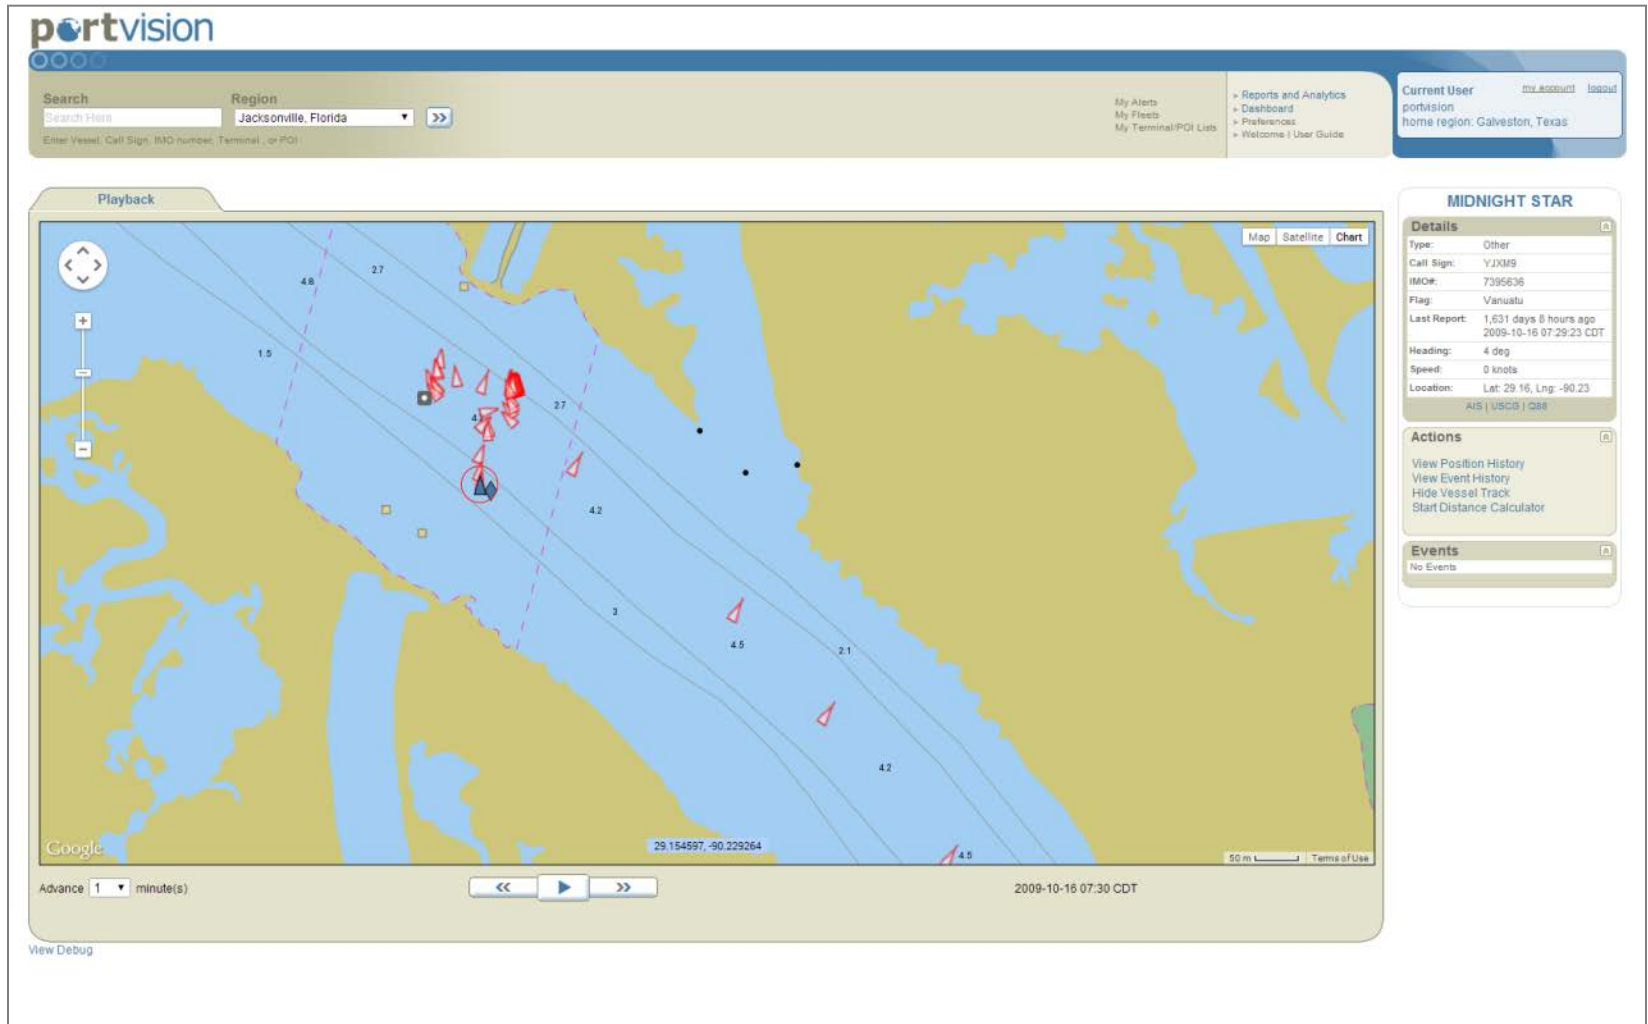 portvision
Search
Region
Search Here
Jacksonville, Florida
>>
Enter Vessel, Call Sign, IMO number, Terminal , or POI
My Alerts
My Fleets
My Terminal/POI Lists
» Reports and Analytics
» Dashboard
» Preferences
» Welcome | User Guide
Current User
my account
logout
portvision
home region: Galveston, Texas
Playback
Map
Satellite
Chart
2.7
4.8
1.5
2.7
4.2
3
4.5
2.1
4.2
4.5
Google
29.154597, -90.229264
50 m
Terms of Use
Advance 1 minute(s)
2009-10-16 07:30 CDT
View Debug
MIDNIGHT STAR
Details
Type: Other
Call Sign: YJXM9
IMO#: 7395636
Flag: Vanuatu
Last Report: 1,631 days 8 hours ago
2009-10-16 07:29:23 CDT
Heading: 4 deg
Speed: 0 knots
Location: Lat: 29.16, Lng: -90.23
AIS | USCG | Q88
Actions
View Position History
View Event History
Hide Vessel Track
Start Distance Calculator
Events
No Events